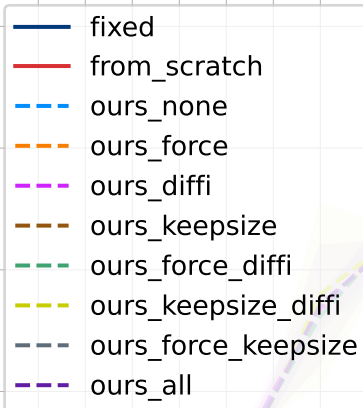 fixed
from_scratch
ours_none
ours_force
ours_diffi
ours_keepsize
ours_force_diffi
ours_keepsize_diffi
ours_force_keepsize
ours_all